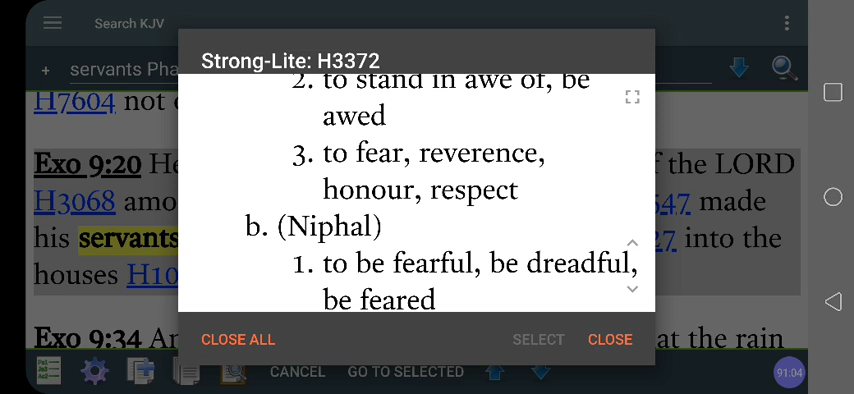 Search KJV
Strong-Lite: H3372
+ servants Pha
2. to stand in awe of, be
awed
3. to fear, reverence,
honour, respect
b. (Niphal)
1. to be fearful, be dreadful,
be feared
CLOSE ALL SELECT CLOSE
H7604 not
Exo 9:20 He f the LORD
H3068 amo 547 made
his servants 27 into the
houses H10
Exo 9:34 Ar at the rain
CANCEL GO TO SELECTED
91:04